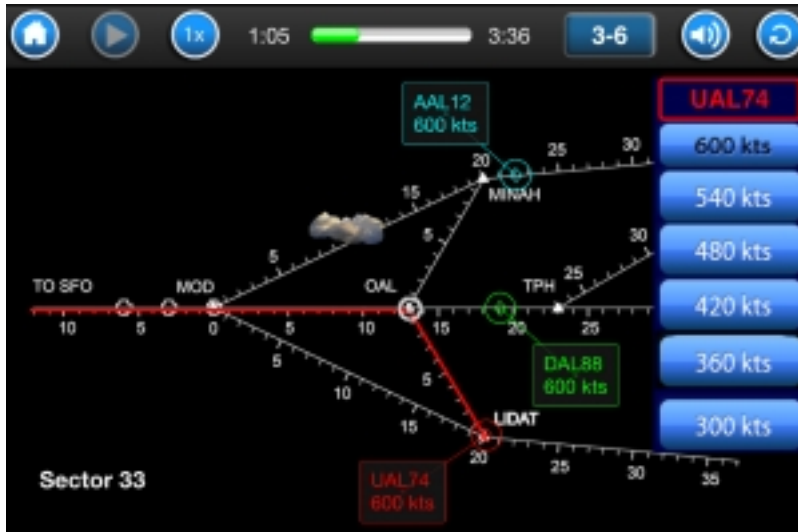 1x
1:05
3:36
3-6
UAL74
600 kts
540 kts
480 kts
420 kts
360 kts
300 kts
AAL12
600 kts
20
25
30
MINAH
15
5
5
30
25
TO SFO
MOD
OAL
TPH
10
5
0
5
10
15
20
25
DAL88
600 kts
5
10
15
5
LIDAT
20
25
30
35
UAL74
600 kts
Sector 33